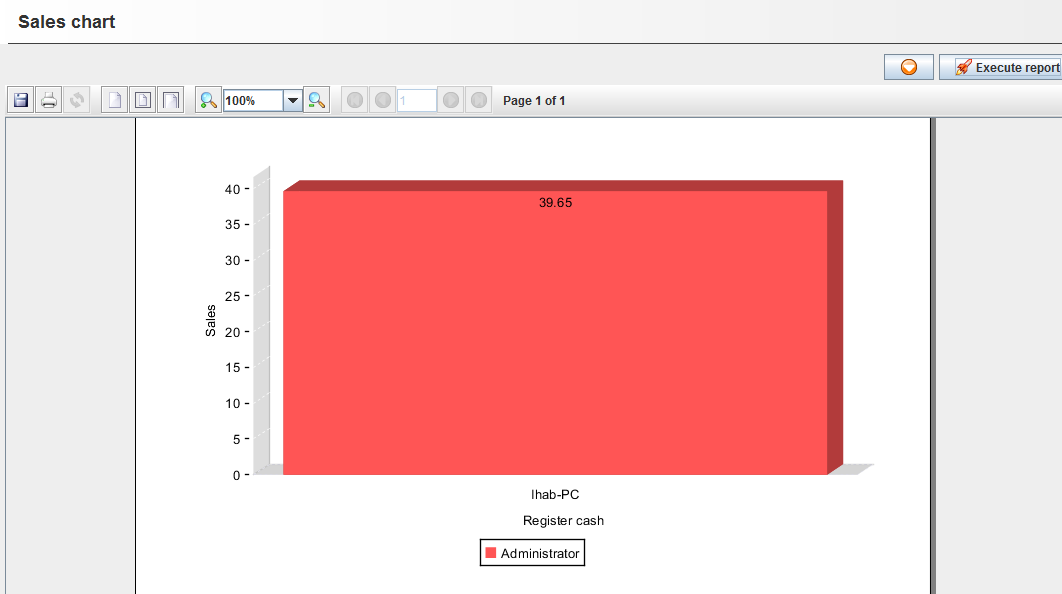 Sales chart
Execute report
100%
1
Page 1 of 1
40
35
30
25
20
15
10
5
0
Sales
39.65
Ihab-PC
Register cash
Administrator